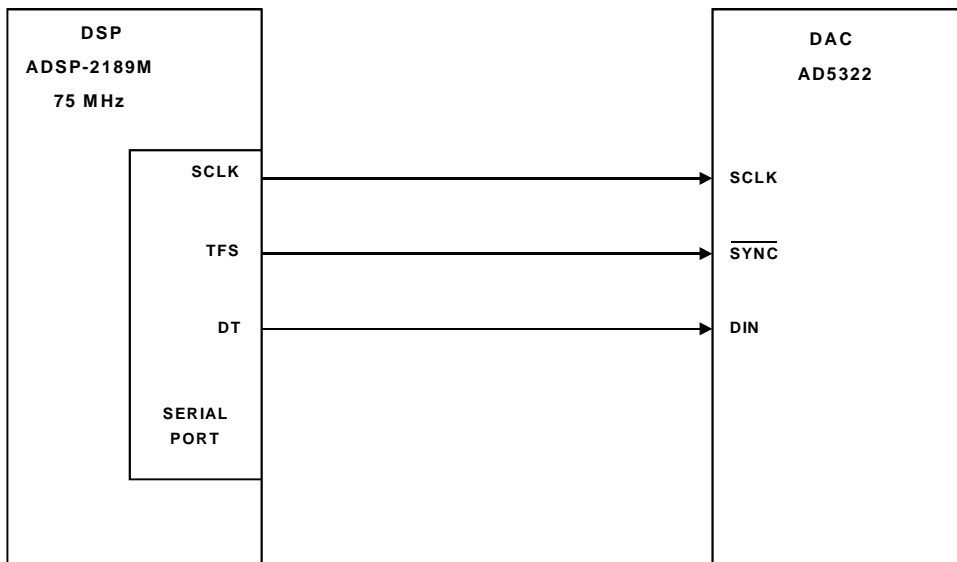 DSP
ADSP-2189M
75 MHz
SCLK
TFS
DT
SERIAL
PORT
DAC
AD5322
SCLK
SYNC
DIN